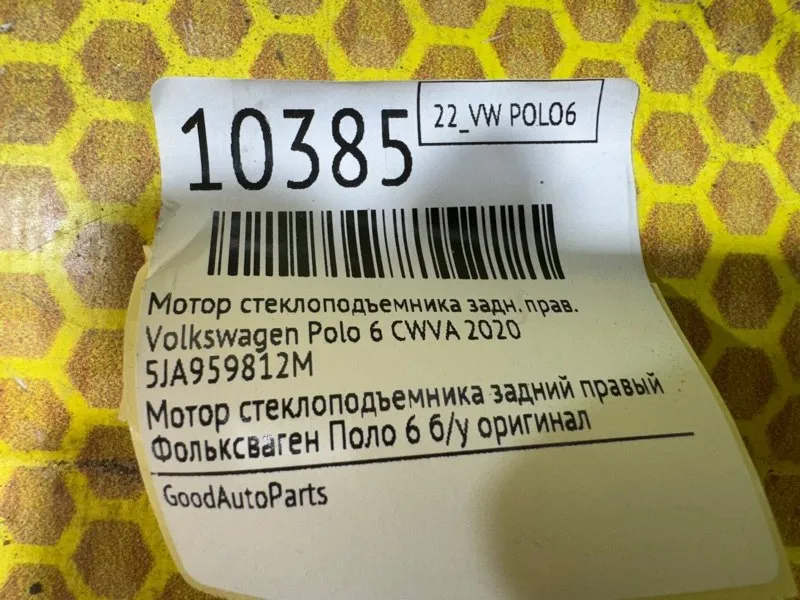 10385
22_VW POLO6
Мотор стеклоподъемника задн. прав.
Volkswagen Polo 6 CWVA 2020
5JA959812M
Мотор стеклоподъемника задний правый
Фольксваген Поло 6 б/у оригинал
GoodAutoParts